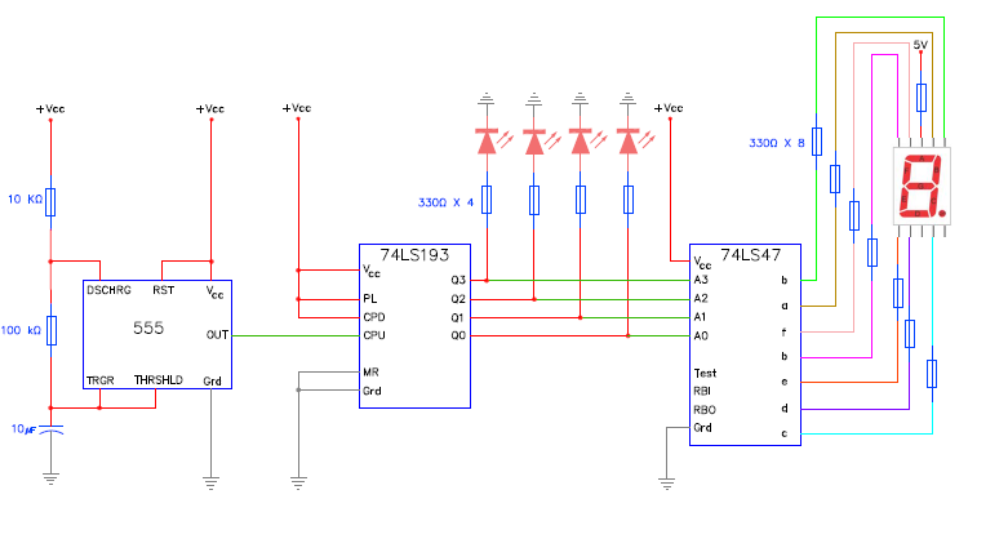 5V
+Vcc
+Vcc
+Vcc
+Vcc
330Ω X 8
10 KΩ
330Ω X 4
74LS193
74LS47
Vcc
Vcc
Q3
A3
b
DSCHRG
RST
Vcc
PL
Q2
A2
a
CPD
Q1
A1
555
f
100 kΩ
OUT
CPU
Q0
A0
b
MR
Test
TRGR
THRSHLD
Grd
e
Grd
RBI
RBO
d
10µF
Grd
c